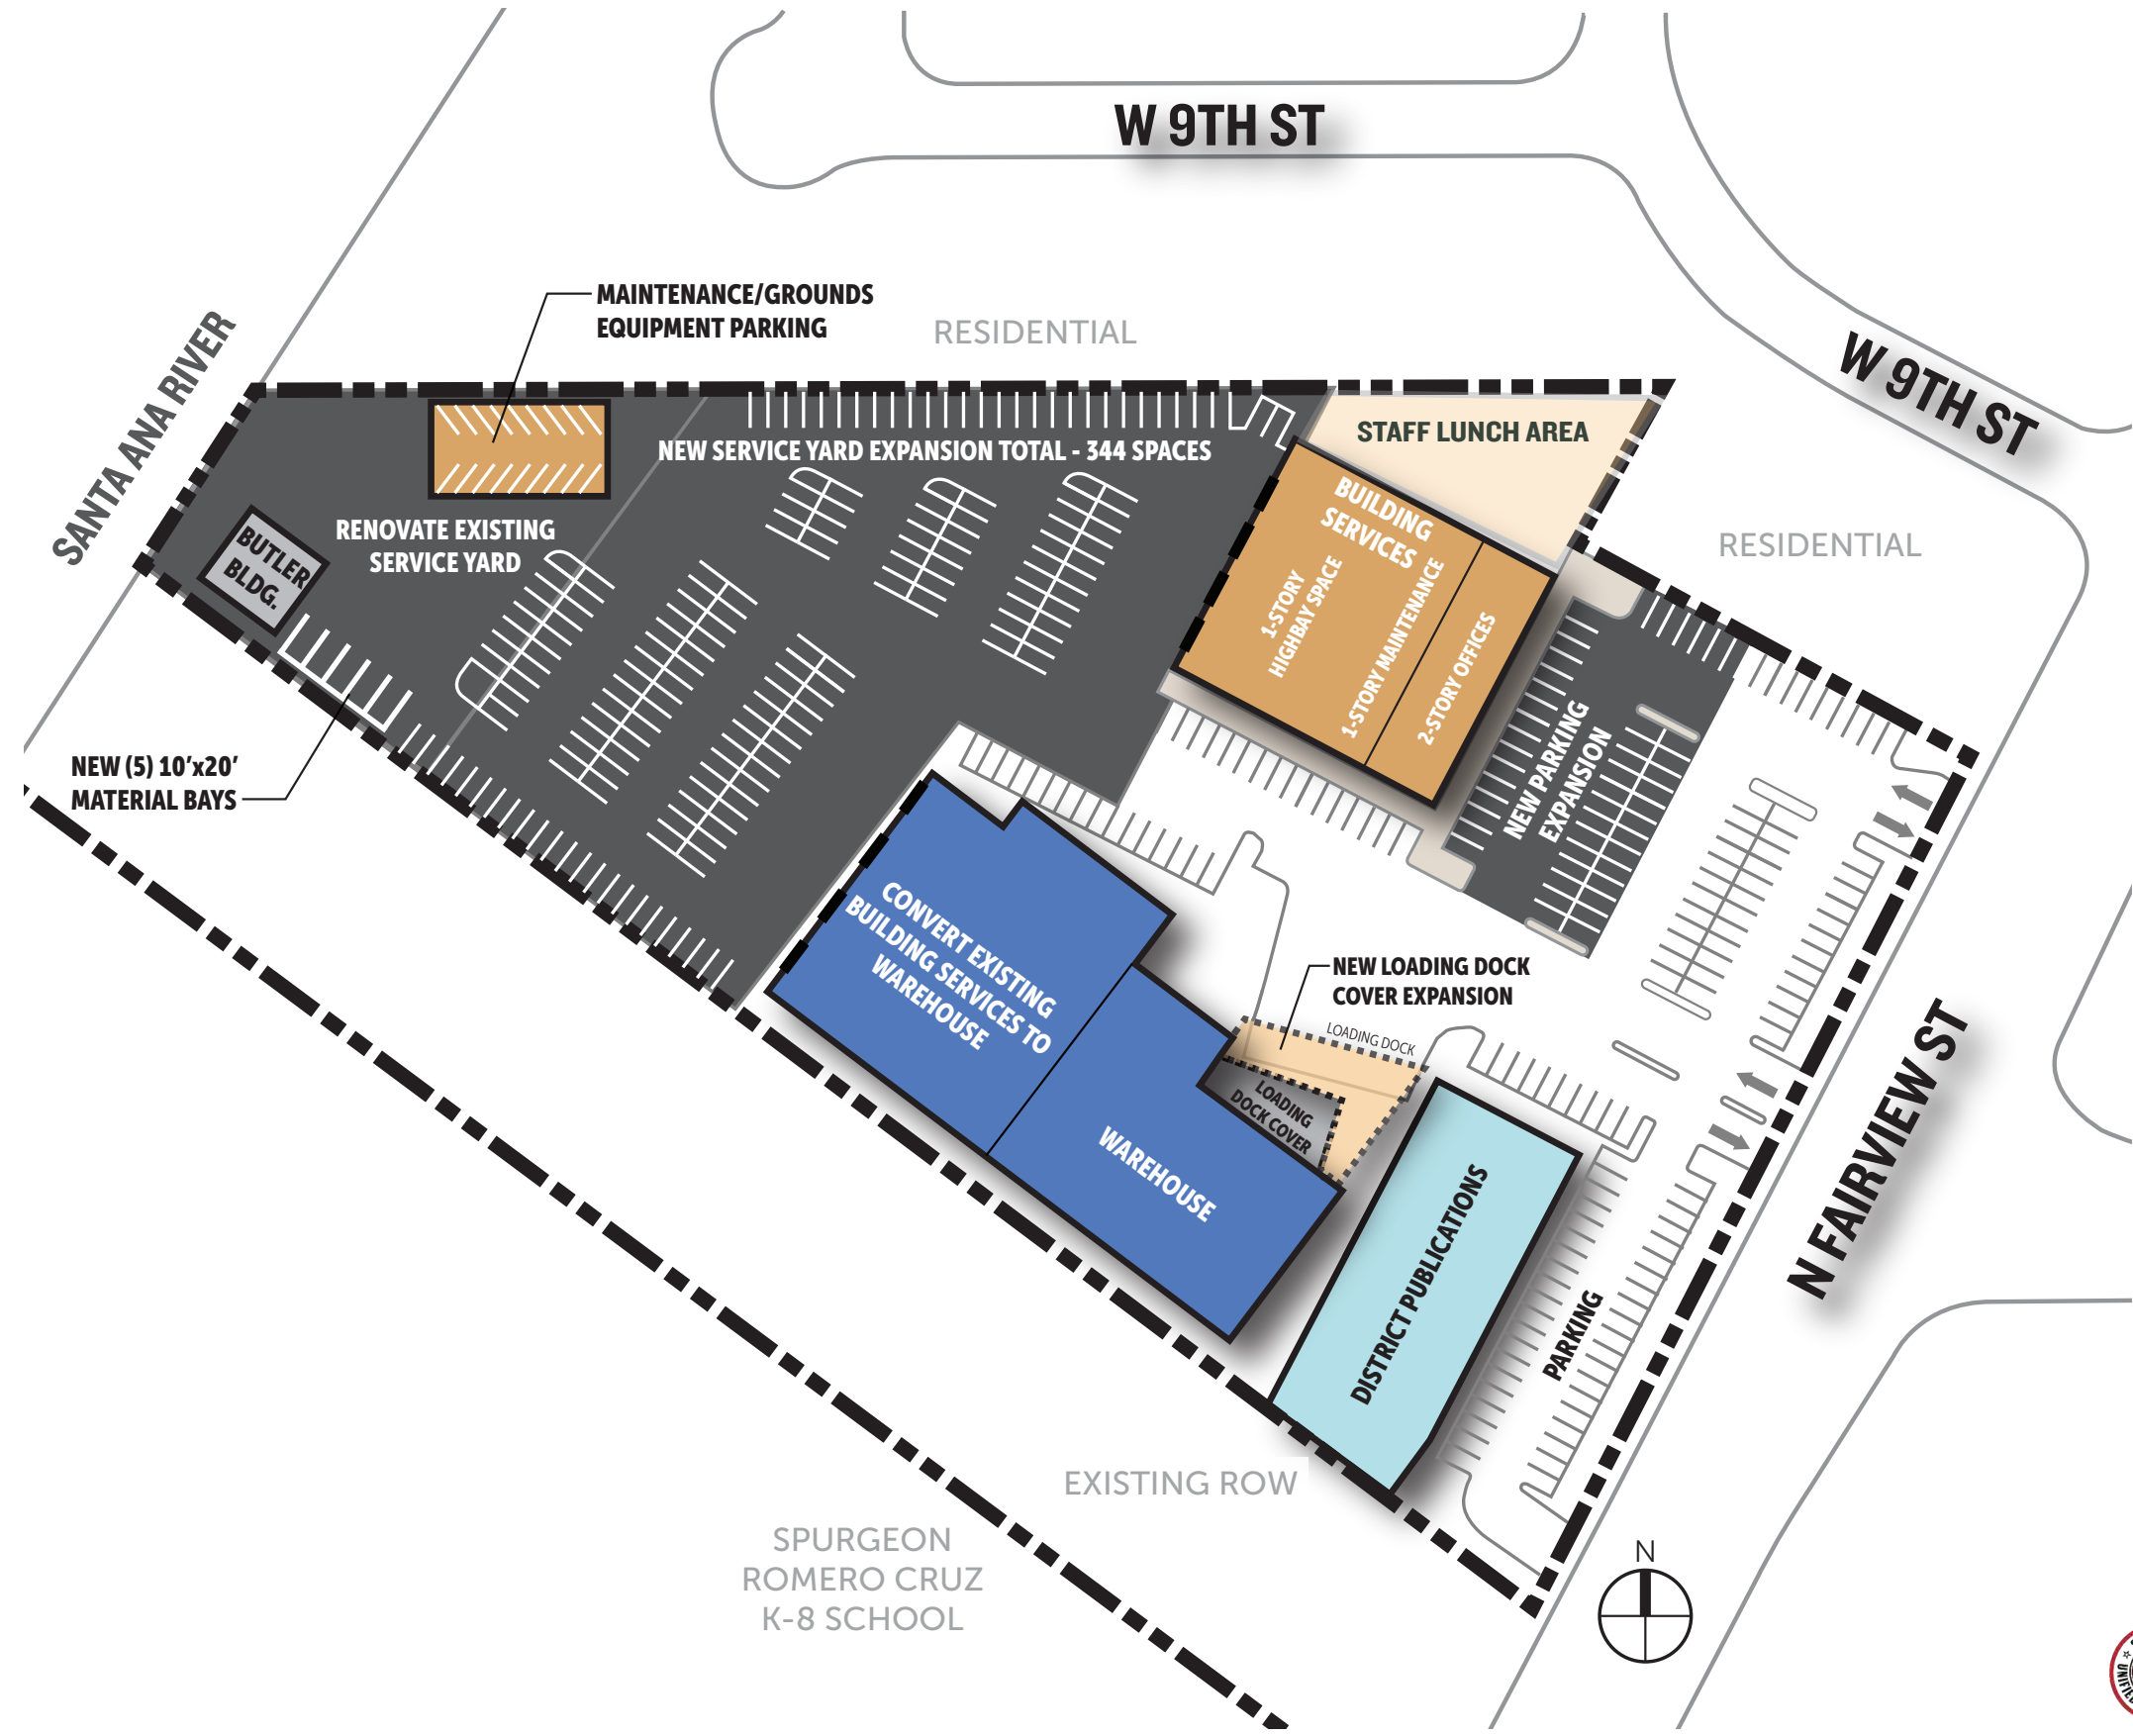 W 9TH ST
MAINTENANCE/GROUNDS
EQUIPMENT PARKING
RESIDENTIAL
SANTA ANA RIVER
W 9TH ST
STAFF LUNCH AREA
NEW SERVICE YARD EXPANSION TOTAL - 344 SPACES
BUILDING
SERVICES
RENOVATE EXISTING
SERVICE YARD
BUTLER
BLDG.
RESIDENTIAL
1-STORY
HIGHBAY SPACE
1-STORY MAINTENANCE
2-STORY OFFICES
NEW PARKING
EXPANSION
NEW (5) 10'x20'
MATERIAL BAYS
CONVERT EXISTING
BUILDING SERVICES TO
WAREHOUSE
NEW LOADING DOCK
COVER EXPANSION
LOADING DOCK
LOADING
DOCK COVER
WAREHOUSE
DISTRICT PUBLICATIONS
PARKING
N FAIRVIEW ST
EXISTING ROW
SPURGEON
ROMERO CRUZ
K-8 SCHOOL
N